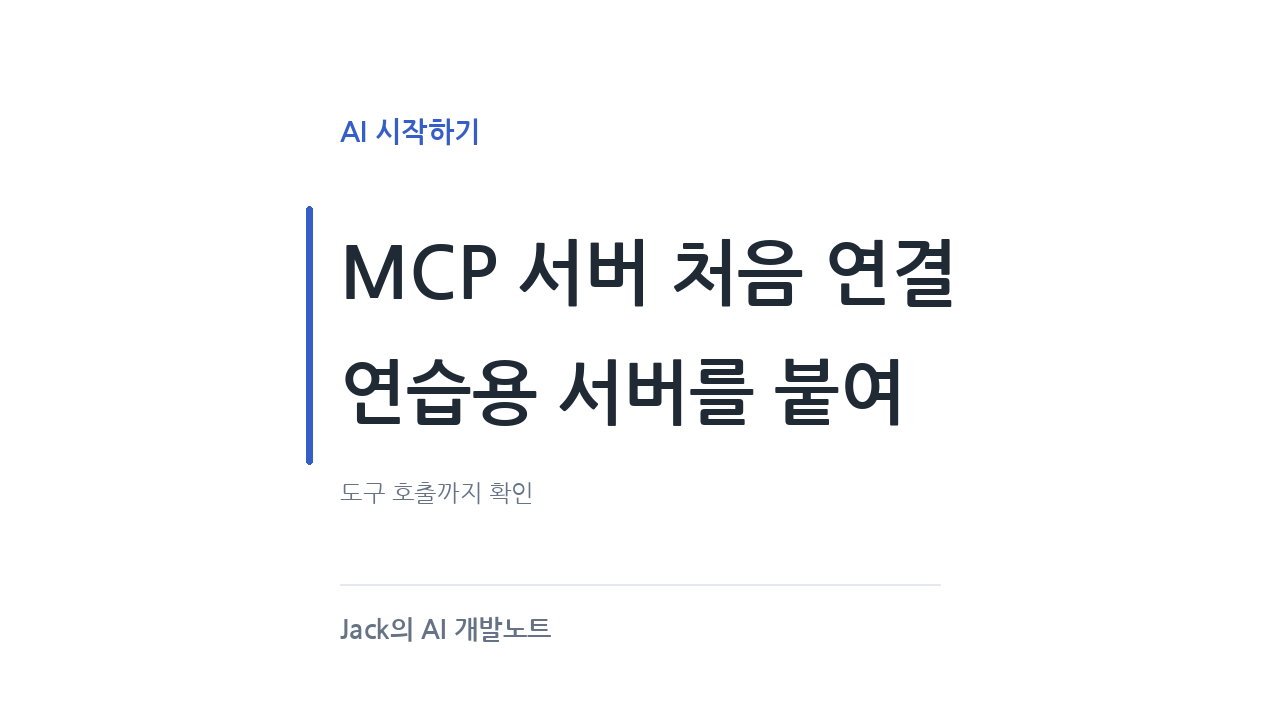 AI 시작하기
MCP 서버 처음 연결
연습용 서버를 붙여
도구 호출까지 확인
Jack의 AI 개발노트